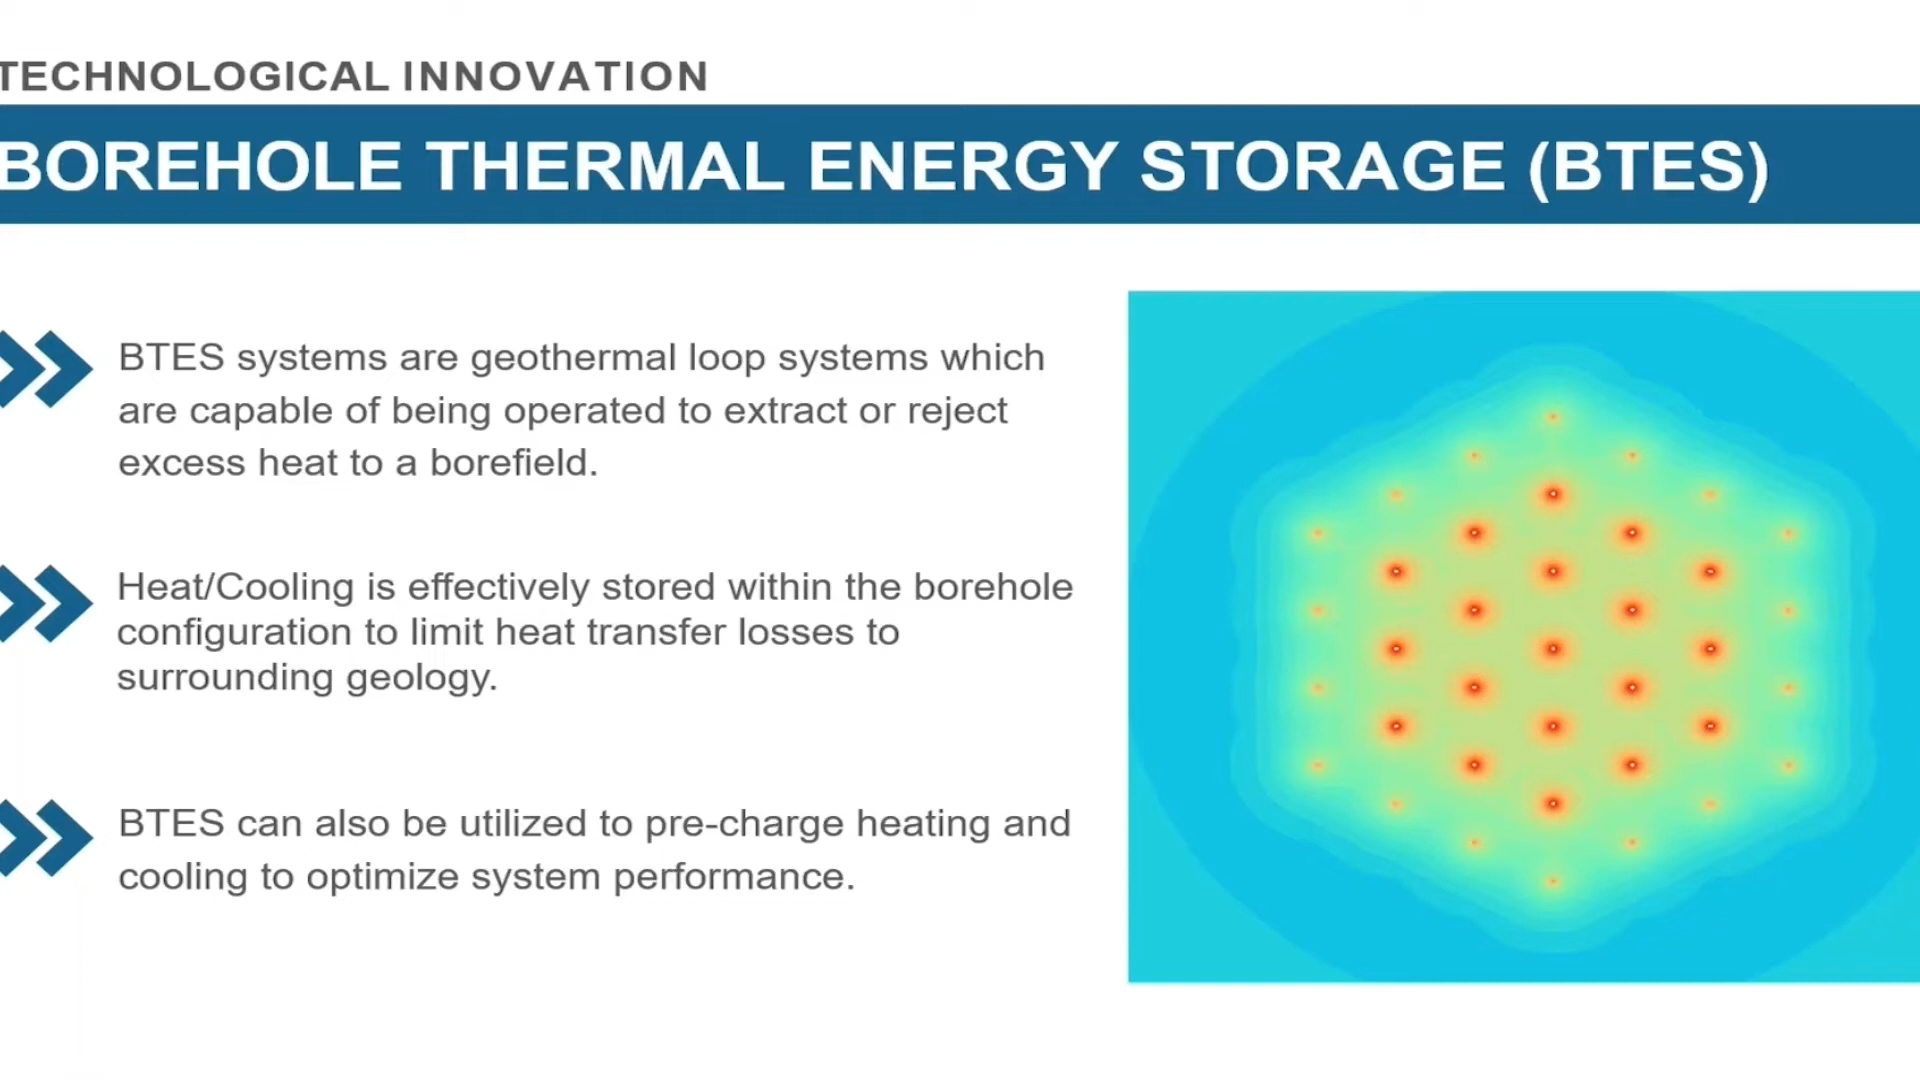 TECHNOLOGICAL INNOVATION
BOREHOLE THERMAL ENERGY STORAGE (BTES)
BTES systems are geothermal loop systems which
are capable of being operated to extract or reject
excess heat to a borefield.
Heat/Cooling is effectively stored within the borehole
configuration to limit heat transfer losses to
surrounding geology.
BTES can also be utilized to pre-charge heating and
cooling to optimize system performance.